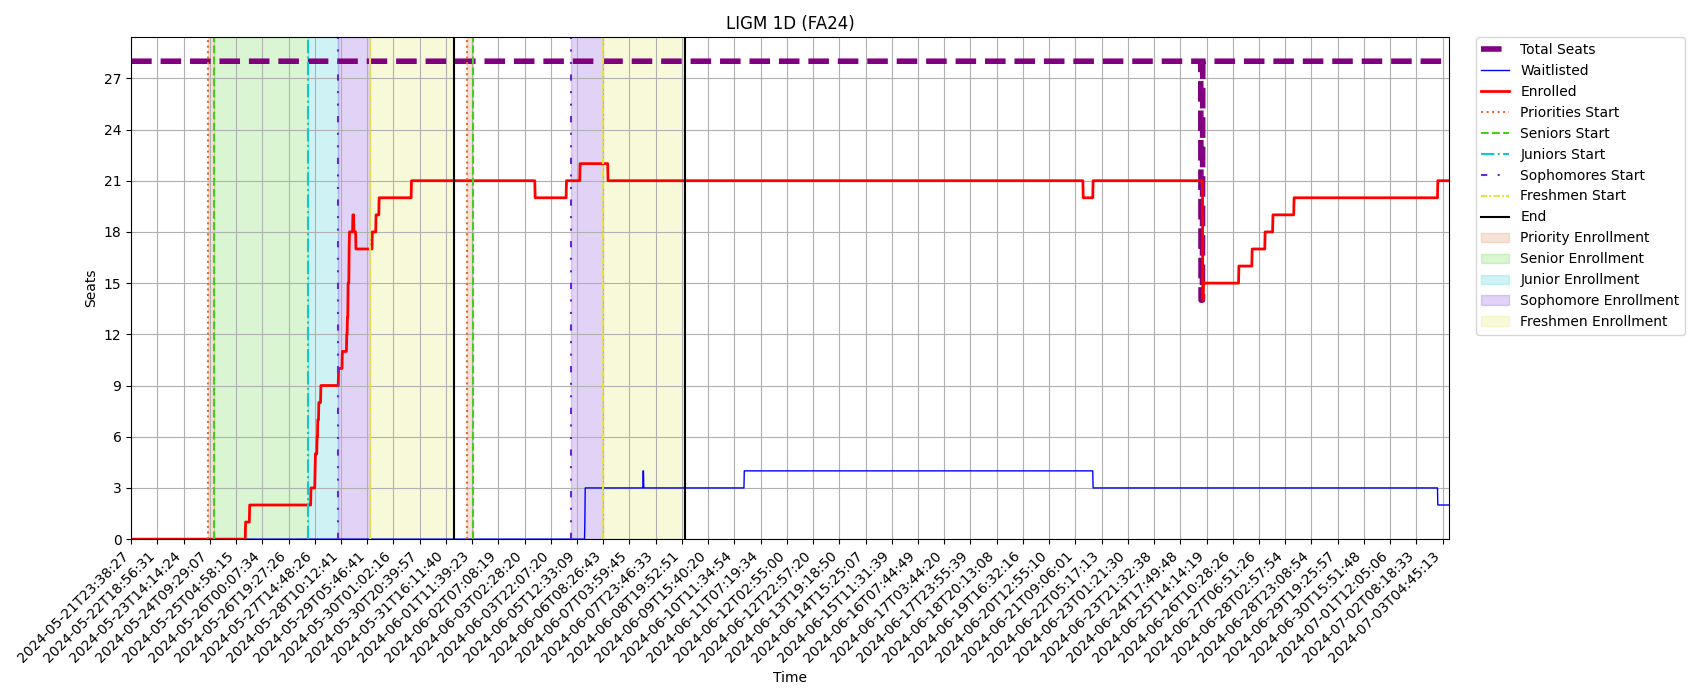 LIGM 1D (FA24)
Total Seats
Waitlisted
Enrolled
Priorities Start
Seniors Start
Juniors Start
Sophomores Start
Freshmen Start
End
Priority Enrollment
Senior Enrollment
Junior Enrollment
Sophomore Enrollment
Freshmen Enrollment
Seats
27
24
21
18
15
12
9
6
3
0
2024-05-21T23:38:27
2024-05-22T18:56:31
2024-05-23T14:14:24
2024-05-24T09:29:07
2024-05-25T04:58:15
2024-05-26T00:07:34
2024-05-26T19:27:26
2024-05-27T14:48:26
2024-05-28T10:12:41
2024-05-29T05:46:41
2024-05-30T01:02:16
2024-05-30T20:39:57
2024-05-31T16:11:40
2024-06-01T11:39:23
2024-06-02T07:08:19
2024-06-03T02:28:20
2024-06-03T22:07:20
2024-06-05T12:33:09
2024-06-06T08:26:43
2024-06-07T03:59:45
2024-06-07T23:46:33
2024-06-08T19:52:51
2024-06-09T15:40:20
2024-06-10T11:34:54
2024-06-11T07:19:34
2024-06-12T02:55:00
2024-06-12T22:57:20
2024-06-13T19:18:50
2024-06-14T15:25:07
2024-06-15T11:31:39
2024-06-16T07:44:49
2024-06-17T03:44:20
2024-06-17T23:55:39
2024-06-18T20:13:08
2024-06-19T16:32:16
2024-06-20T12:55:10
2024-06-21T09:06:01
2024-06-22T05:17:13
2024-06-23T01:21:30
2024-06-23T21:32:38
2024-06-24T17:49:48
2024-06-25T14:14:19
2024-06-26T10:28:26
2024-06-27T06:51:26
2024-06-28T02:57:54
2024-06-28T23:08:54
2024-06-29T19:25:57
2024-06-30T15:51:48
2024-07-01T12:05:06
2024-07-02T08:18:33
2024-07-03T04:45:13
Time